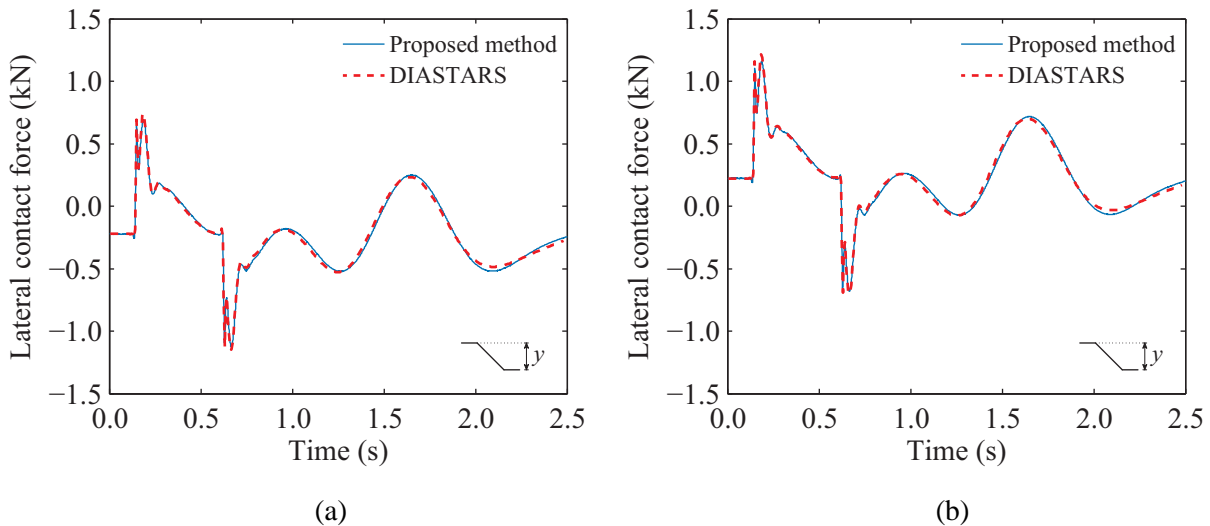 1.5
1.0
0.5
0.0
−0.5
−1.0
−1.5
Lateral contact force (kN)
Proposed method
DIASTARS
y
0.0 0.5 1.0 1.5 2.0 2.5
Time (s)
(a)
1.5
1.0
0.5
0.0
−0.5
−1.0
−1.5
Lateral contact force (kN)
Proposed method
DIASTARS
y
0.0 0.5 1.0 1.5 2.0 2.5
Time (s)
(b)